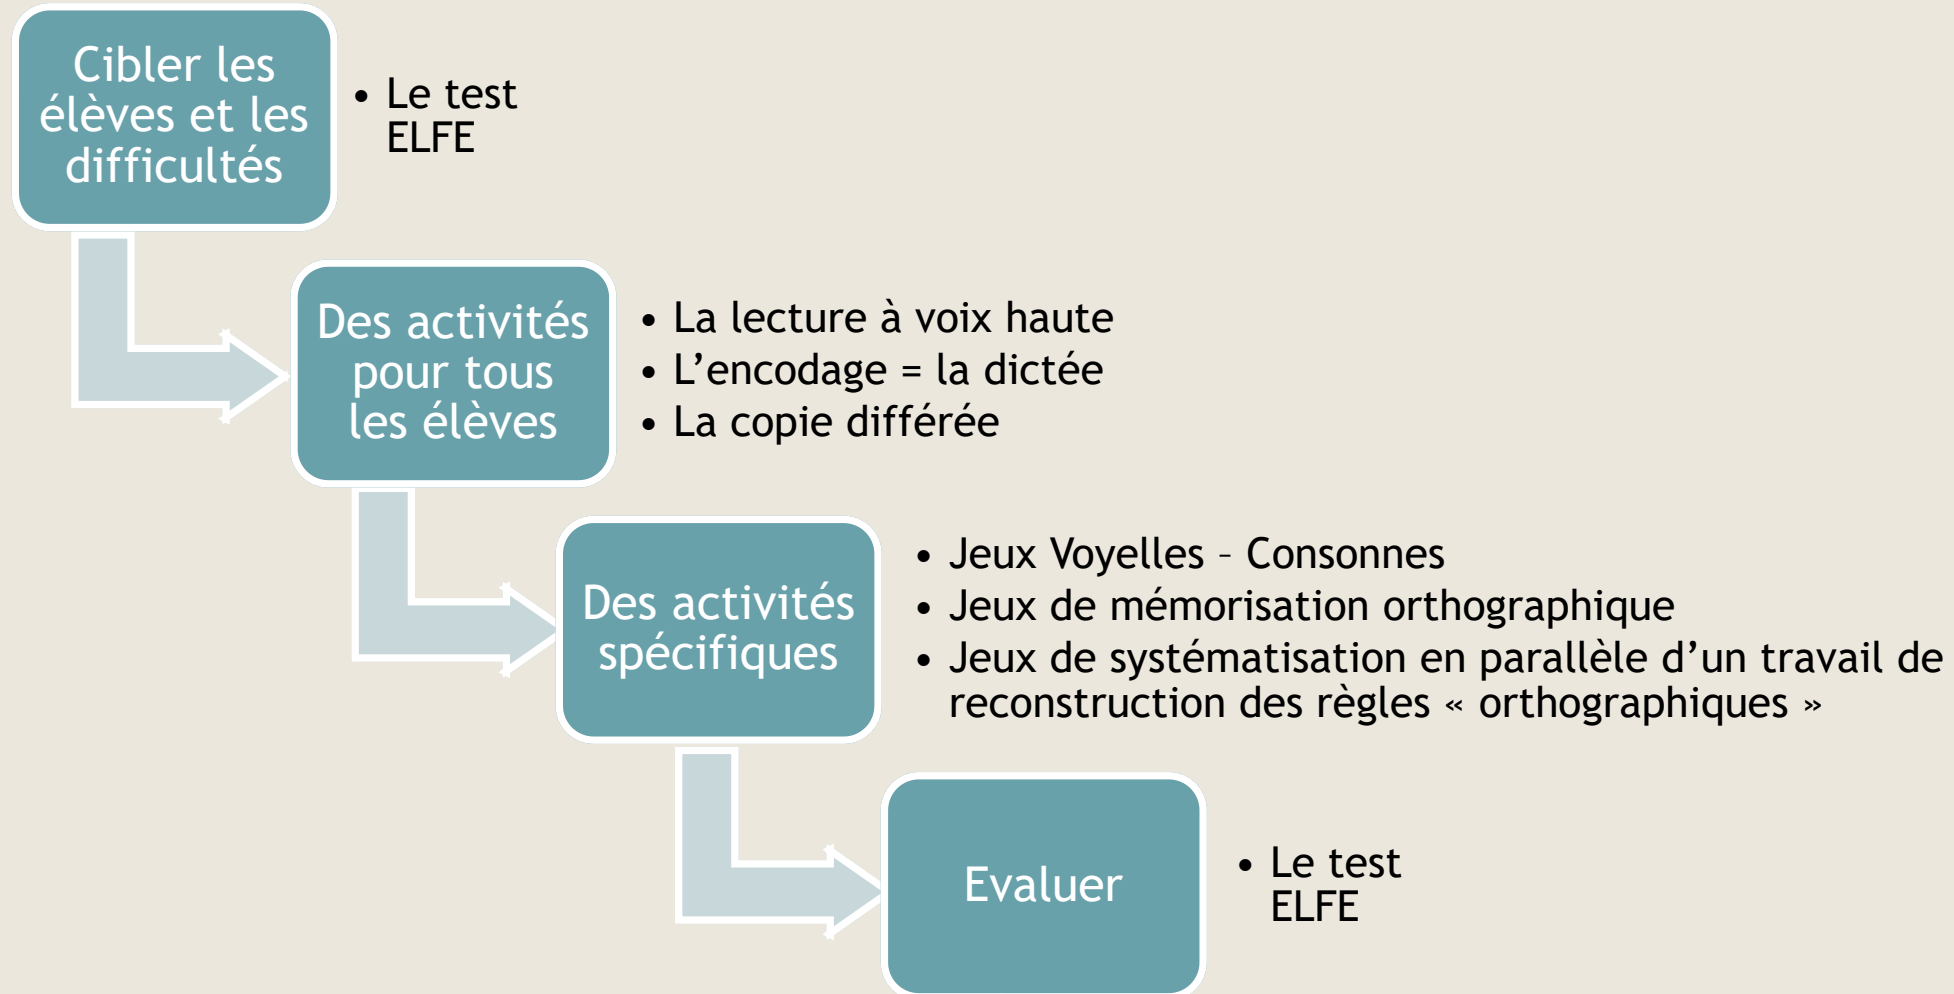 Cibler les
élèves et les
difficultés
• Le test
ELFE
Des activités
pour tous
les élèves
• La lecture à voix haute
• L’encodage = la dictée
• La copie différée
Des activités
spécifiques
• Jeux Voyelles – Consonnes
• Jeux de mémorisation orthographique
• Jeux de systématisation en parallèle d’un travail de
reconstruction des règles « orthographiques »
Evaluer
• Le test
ELFE